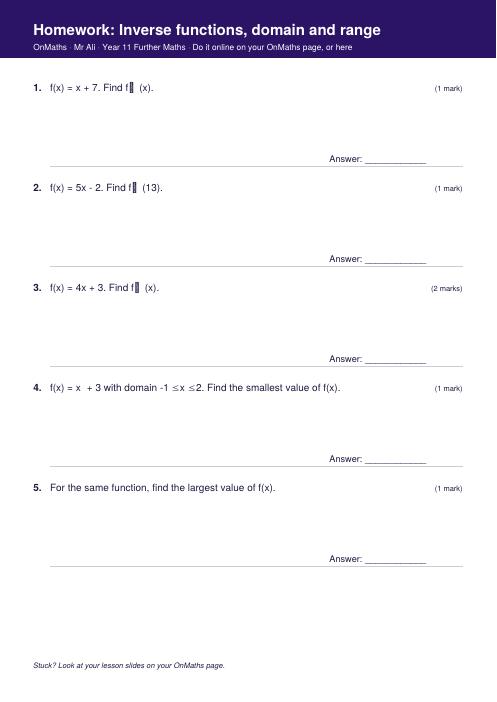 Homework: Inverse functions, domain and range
OnMaths · Mr Ali · Year 11 Further Maths · Do it online on your OnMaths page, or here
1. f(x) = x + 7. Find f (x). (1 mark)
Answer: ____________
2. f(x) = 5x - 2. Find f (13). (1 mark)
Answer: ____________
3. f(x) = 4x + 3. Find f (x). (2 marks)
Answer: ____________
4. f(x) = x  + 3 with domain -1 ≤x ≤2. Find the smallest value of f(x). (1 mark)
Answer: ____________
5. For the same function, find the largest value of f(x). (1 mark)
Answer: ____________
Stuck? Look at your lesson slides on your OnMaths page.